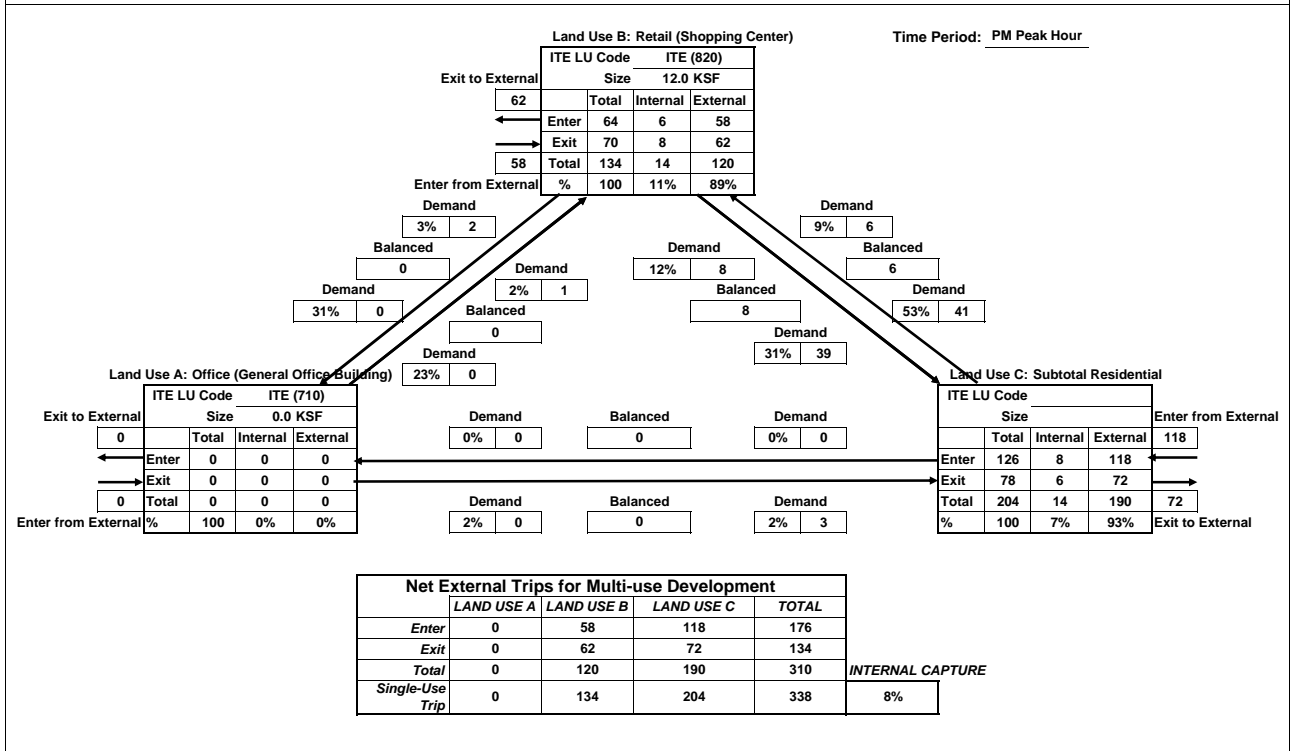 Land Use B: Retail (Shopping Center)
Time Period: PM Peak Hour
ITE LU Code ITE (820)
Exit to External Size 12.0 KSF
62 Total Internal External
Enter 64 6 58
Exit 70 8 62
58 Total 134 14 120
Enter from External % 100 11% 89%
Demand Demand
3% 2 9% 6
Balanced Demand Balanced
0 Demand 12% 8 6
Demand 2% 1 Balanced Demand
31% 0 Balanced 8 53% 41
0 Demand
Demand 31% 39
Land Use A: Office (General Office Building) 23% 0 Land Use C: Subtotal Residential
ITE LU Code ITE (710) ITE LU Code
Exit to External Size 0.0 KSF Demand Balanced Demand Size Enter from External
0 Total Internal External 0% 0 0 0% 0 Total Internal External 118
Enter 0 0 0 Enter 126 8 118
Exit 0 0 0 Exit 78 6 72
0 Total 0 0 0 Demand Balanced Demand Total 204 14 190 72
Enter from External % 100 0% 0% 2% 0 0 2% 3 % 100 7% 93% Exit to External
Net External Trips for Multi-use Development
LAND USE A LAND USE B LAND USE C TOTAL
Enter 0 58 118 176
Exit 0 62 72 134
Total 0 120 190 310 INTERNAL CAPTURE
Single-Use Trip 0 134 204 338 8%